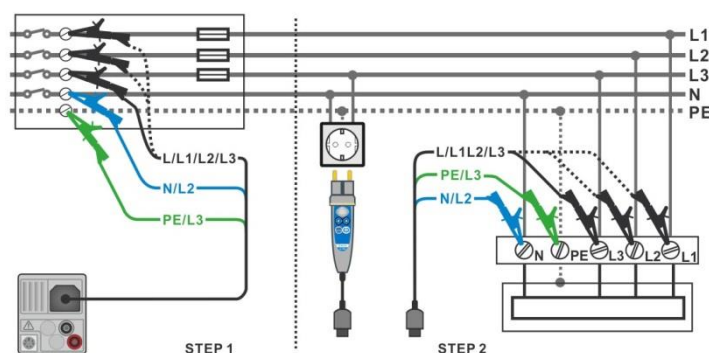 L1
L2
L3
N
PE
L/L1/L2/L3
N/L2
PE/L3
STEP 1
L/L1L2/L3
PE/L3
N/L2
N PE L3 L2 L1
STEP 2